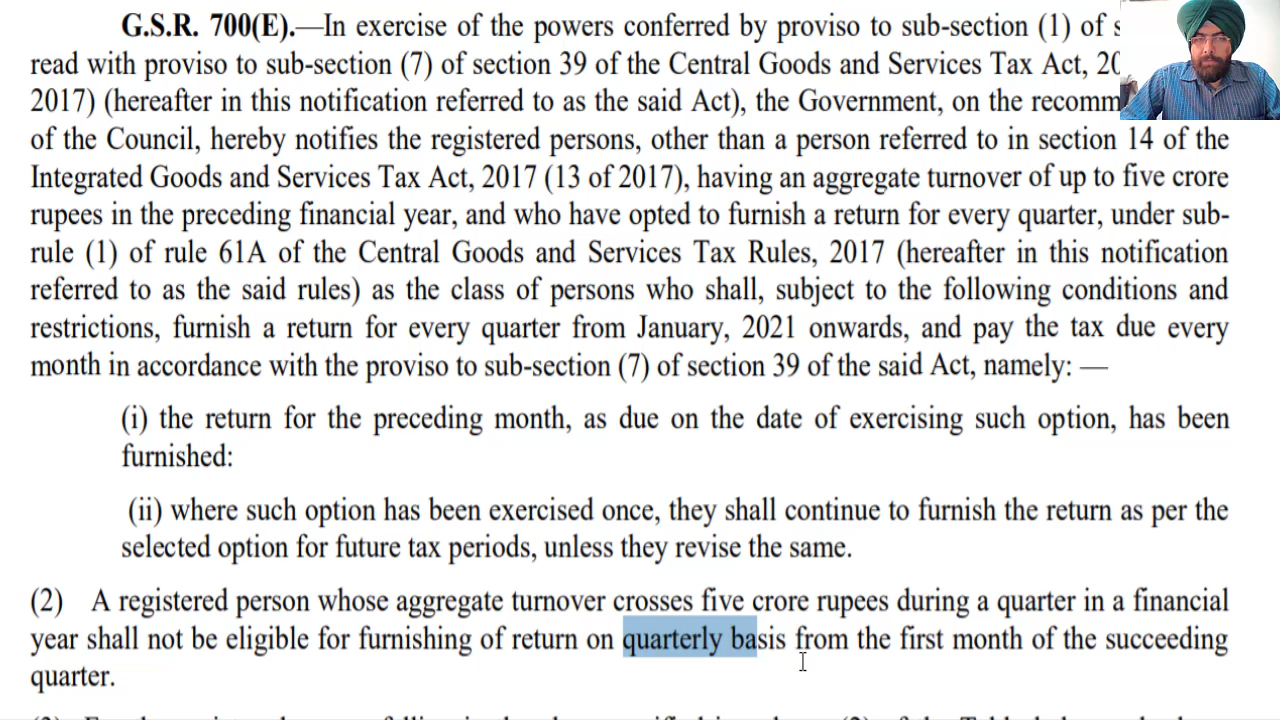 G.S.R. 700(E).—In exercise of the powers conferred by proviso to sub-section (1) of
read with proviso to sub-section (7) of section 39 of the Central Goods and Services Tax Act,
2017) (hereafter in this notification referred to as the said Act), the Government, on the
of the Council, hereby notifies the registered persons, other than a person referred to in section 14 of the
Integrated Goods and Services Tax Act, 2017 (13 of 2017), having an aggregate turnover of up to five crore
rupees in the preceding financial year, and who have opted to furnish a return for every quarter, under sub-
rule (1) of rule 61A of the Central Goods and Services Tax Rules, 2017 (hereafter in this notification
referred to as the said rules) as the class of persons who shall, subject to the following conditions and
restrictions, furnish a return for every quarter from January, 2021 onwards, and pay the tax due every
month in accordance with the proviso to sub-section (7) of section 39 of the said Act, namely: —
(i) the return for the preceding month, as due on the date of exercising such option, has been
furnished:
(ii) where such option has been exercised once, they shall continue to furnish the return as per the
selected option for future tax periods, unless they revise the same.
(2) A registered person whose aggregate turnover crosses five crore rupees during a quarter in a financial
year shall not be eligible for furnishing of return on quarterly basis from the first month of the succeeding
quarter.